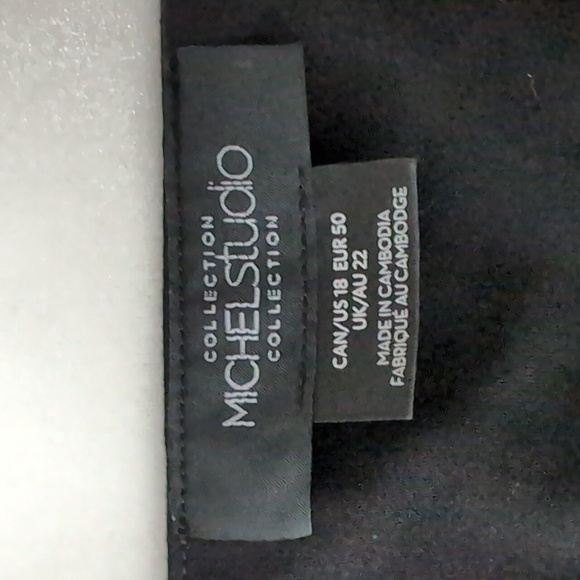 COLLECTION
MICHELstudio
COLLECTION
CAN/US 18 EUR 50
UK/AU 22
MADE IN CAMBODIA
FABRIQUÉ AU CAMBODGE